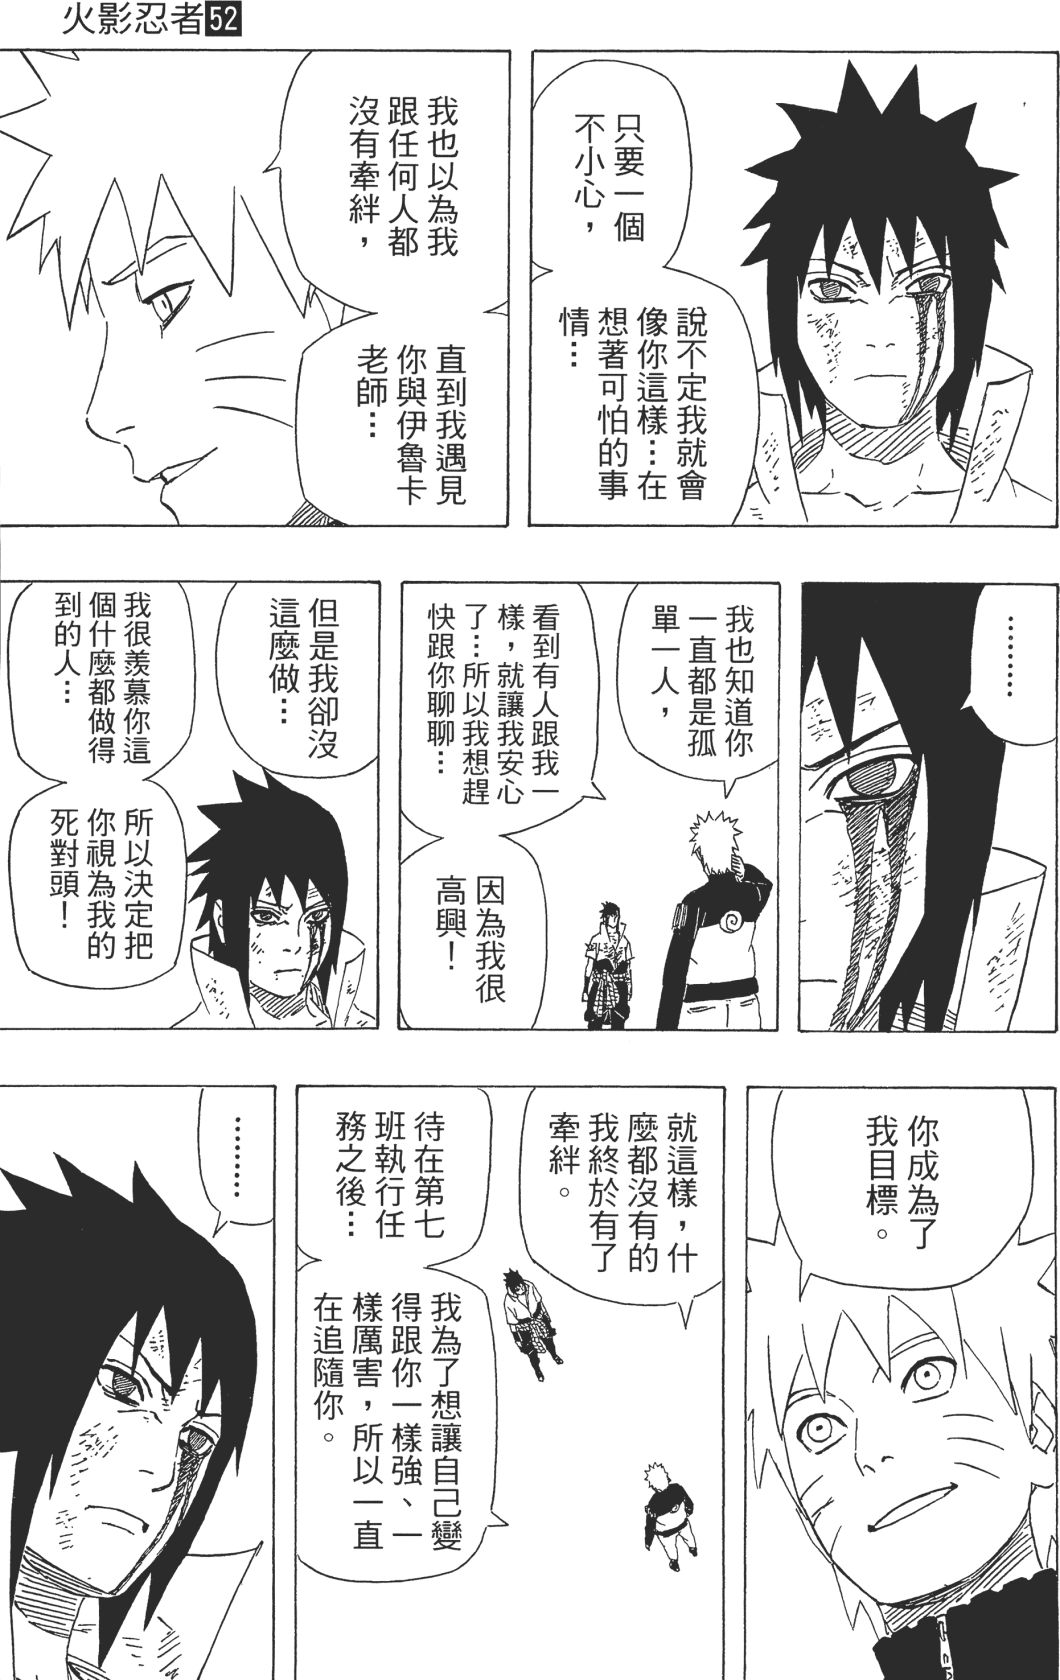 火影忍者52
只要一個
不小心，
說不定我就會
像你這樣…在
想著可怕的事
情…
我也以為我
跟任何人都
沒有牽絆，
直到我遇見
你與伊魯卡
老師…
………
我也知道你
一直都是孤
單一人，
看到有人跟我一
樣，就讓我安心
了…所以我想趕
快跟你聊聊…
因為我很
高興！
但是我卻沒
這麼做…
我很羨慕你這
個什麼都做得
到的人…
所以決定把
你視為我的
死對頭！
你成為了
我目標。
就這樣，什
麼都沒有的
我終於有了
牽絆。
待在第七
班執行任
務之後…
我為了想讓自己變
得跟你一樣強、一
樣厲害，所以一直
在追隨你。
………